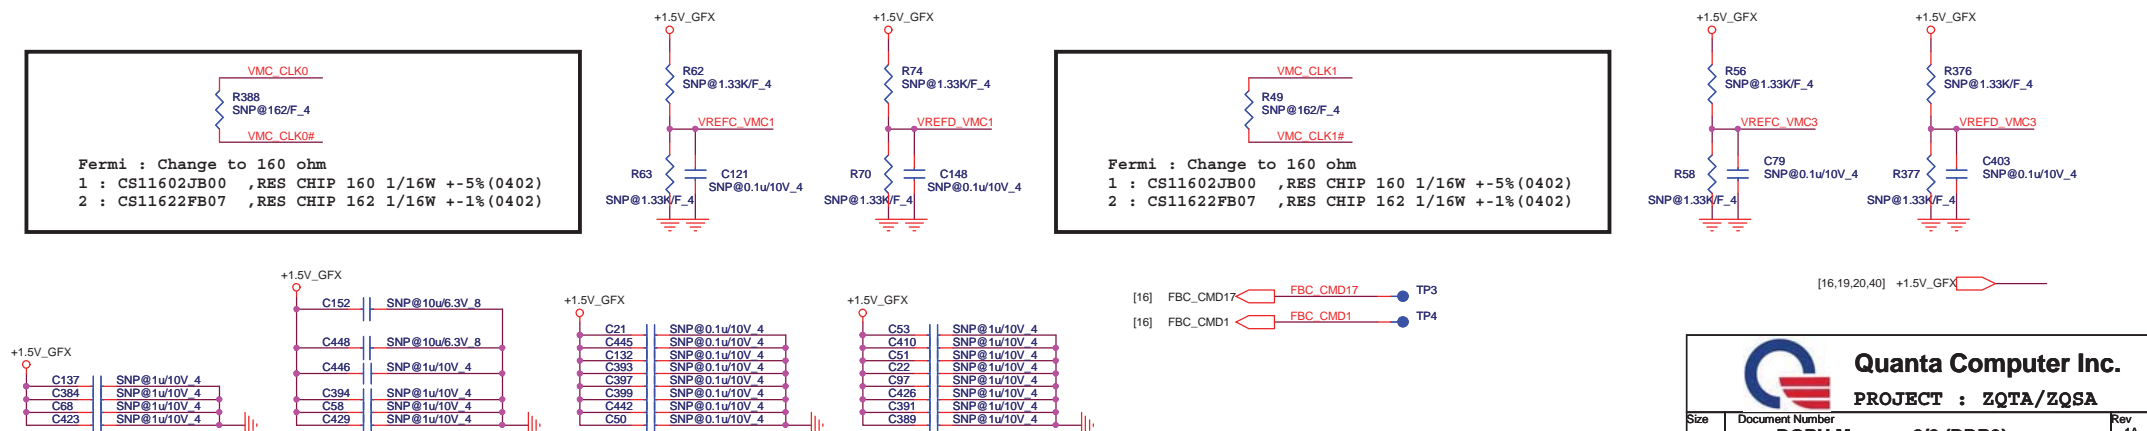 +1.5V_GFX
+1.5V_GFX
+1.5V_GFX
+1.5V_GFX
VMC_CLK0
R388
SNP@162/F_4
VMC_CLK0#
Fermi : Change to 160 ohm
1 : CS11602JB00 ,RES CHIP 160 1/16W +-5%(0402)
2 : CS11622FB07 ,RES CHIP 162 1/16W +-1%(0402)
R62
SNP@1.33K/F_4
VREFC_VMC1
R63
SNP@1.33K/F_4
C121
SNP@0.1u/10V_4
R74
SNP@1.33K/F_4
VREFD_VMC1
R70
SNP@1.33K/F_4
C148
SNP@0.1u/10V_4
VMC_CLK1
R49
SNP@162/F_4
VMC_CLK1#
Fermi : Change to 160 ohm
1 : CS11602JB00 ,RES CHIP 160 1/16W +-5%(0402)
2 : CS11622FB07 ,RES CHIP 162 1/16W +-1%(0402)
R56
SNP@1.33K/F_4
VREFC_VMC3
R58
SNP@1.33K/F_4
C79
SNP@0.1u/10V_4
R376
SNP@1.33K/F_4
VREFD_VMC3
R377
SNP@1.33K/F_4
C403
SNP@0.1u/10V_4
+1.5V_GFX
C137 SNP@1u/10V_4
C384 SNP@1u/10V_4
C68 SNP@1u/10V_4
C423 SNP@1u/10V_4
+1.5V_GFX
C152 SNP@10u/6.3V_8
C448 SNP@10u/6.3V_8
C446 SNP@1u/10V_4
C394 SNP@1u/10V_4
C58 SNP@1u/10V_4
C429 SNP@1u/10V_4
+1.5V_GFX
C21 SNP@0.1u/10V_4
C445 SNP@0.1u/10V_4
C132 SNP@0.1u/10V_4
C393 SNP@0.1u/10V_4
C397 SNP@0.1u/10V_4
C399 SNP@0.1u/10V_4
C442 SNP@0.1u/10V_4
C50 SNP@0.1u/10V_4
+1.5V_GFX
C53 SNP@1u/10V_4
C410 SNP@1u/10V_4
C51 SNP@1u/10V_4
C22 SNP@1u/10V_4
C97 SNP@1u/10V_4
C426 SNP@1u/10V_4
C391 SNP@1u/10V_4
C389 SNP@1u/10V_4
[16] FBC_CMD17 FBC_CMD17 TP3
[16] FBC_CMD1 FBC_CMD1 TP4
[16,19,20,40] +1.5V_GFX
Quanta Computer Inc.
PROJECT : ZQTA/ZQSA
Size Document Number Rev